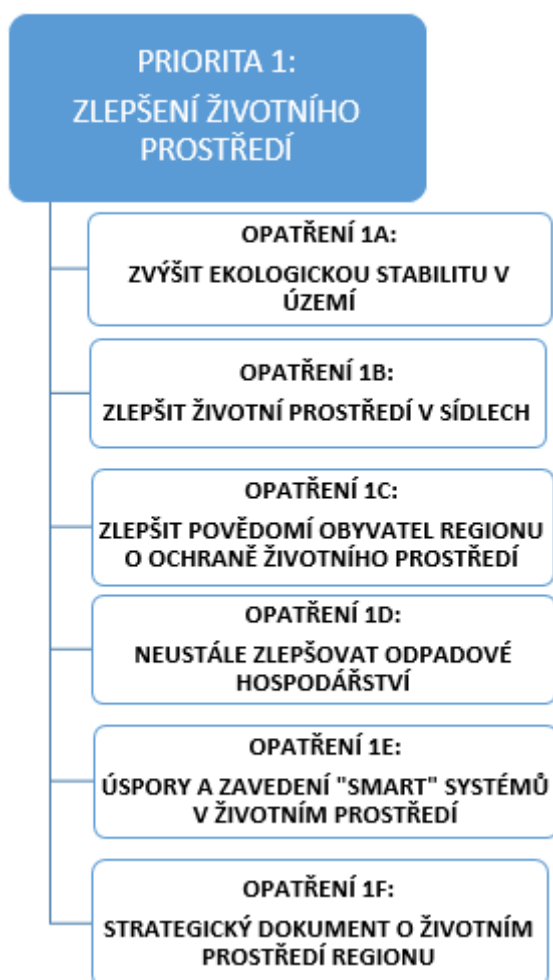 PRIORITA 1:
ZLEPŠENÍ ŽIVOTNÍHO
PROSTŘEDÍ
OPATŘENÍ 1A:
ZVÝŠIT EKOLOGICKOU STABILITU V
ÚZEMÍ
OPATŘENÍ 1B:
ZLEPŠIT ŽIVOTNÍ PROSTŘEDÍ V SÍDLECH
OPATŘENÍ 1C:
ZLEPŠIT POVĚDOMÍ OBYVATEL REGIONU
O OCHRANĚ ŽIVOTNÍHO PROSTŘEDÍ
OPATŘENÍ 1D:
NEUSTÁLE ZLEPŠOVAT ODPADOVÉ
HOSPODÁŘSTVÍ
OPATŘENÍ 1E:
ÚSPORY A ZAVEDENÍ "SMART" SYSTÉMŮ
V ŽIVOTNÍM PROSTŘEDÍ
OPATŘENÍ 1F:
STRATEGICKÝ DOKUMENT O ŽIVOTNÍM
PROSTŘEDÍ REGIONU